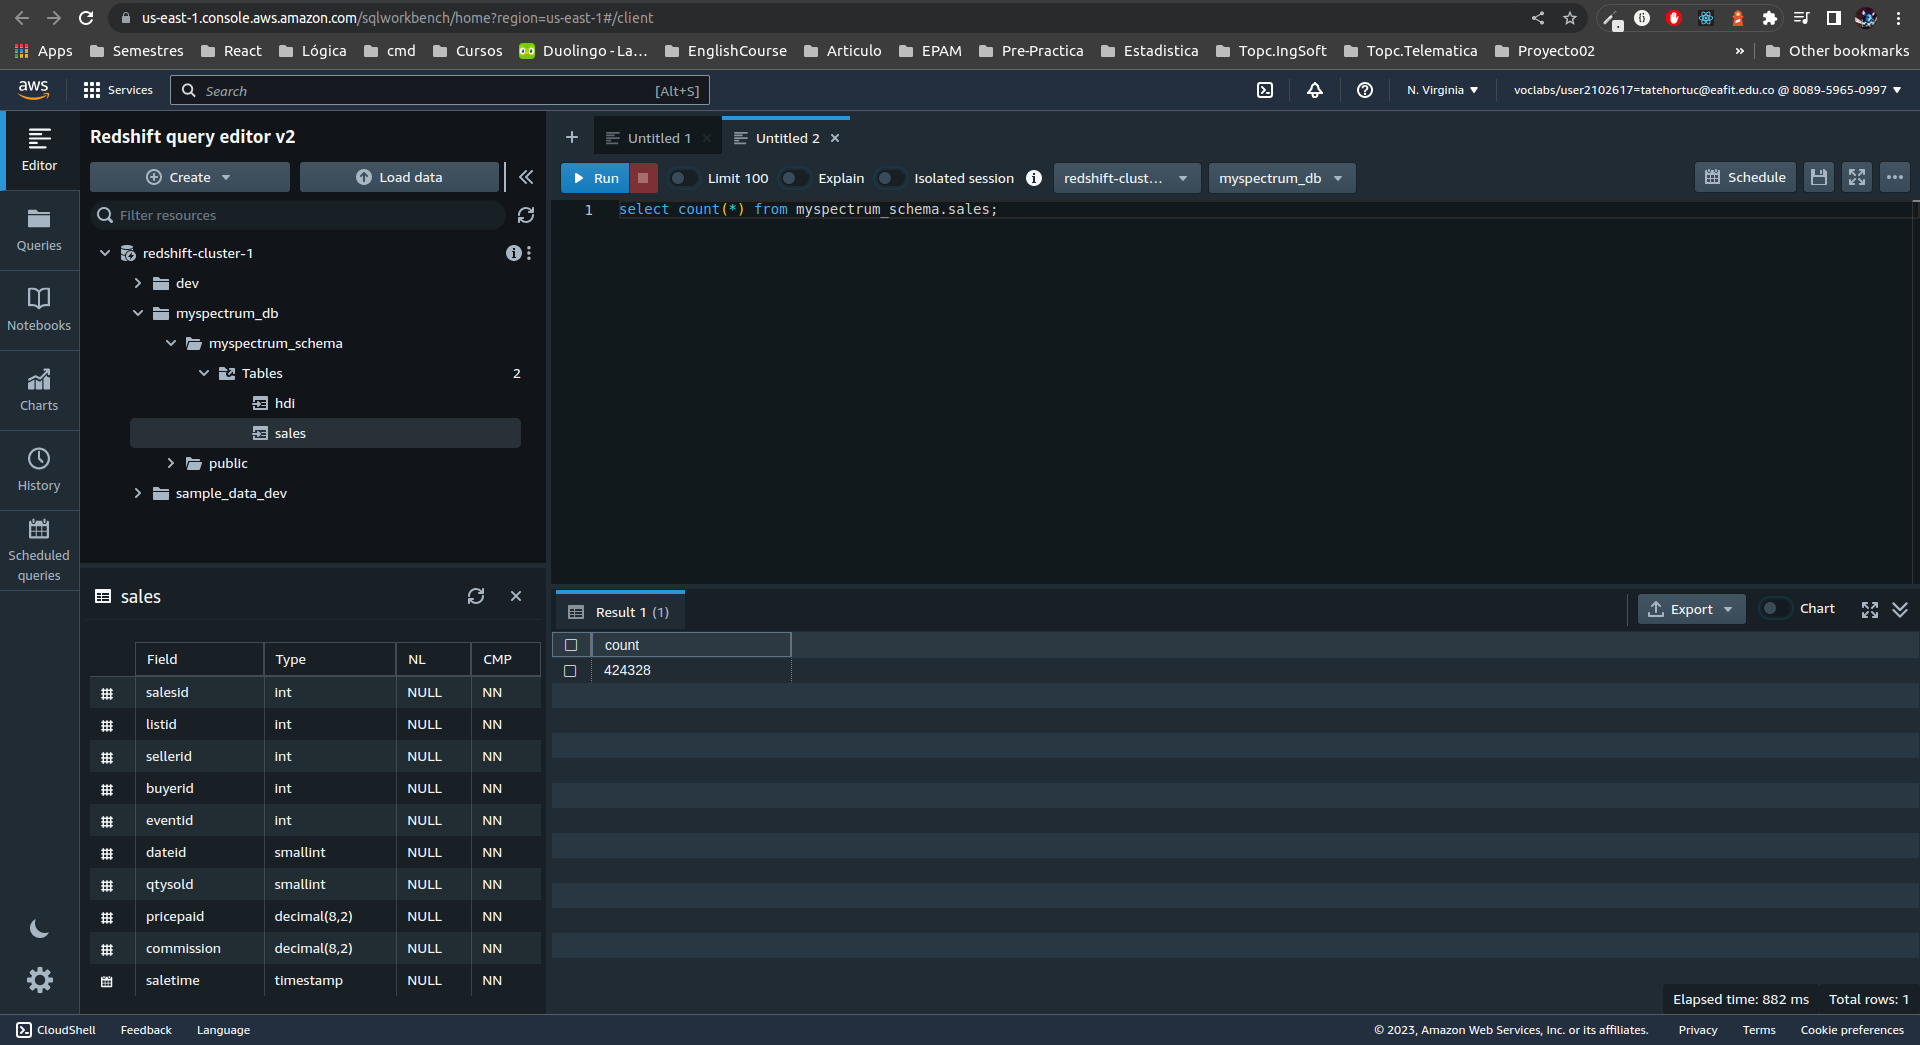 us-east-1.console.aws.amazon.com/sqlworkbench/home?region=us-east-1#/client
Apps Semestres React Lógica cmd Cursos Duolingo - La... EnglishCourse Articulo EPAM Pre-Practica Estadistica Topc.IngSoft Topc.Telematica Proyecto02 » Other bookmarks
aws Services Search [Alt+S] N. Virginia voclabs/user2102617=tatehortuc@eafit.edu.co @ 8089-5965-0997
Editor
Queries
Notebooks
Charts
History
Scheduled
queries
Redshift query editor v2
Create Load data
Filter resources
redshift-cluster-1
dev
myspectrum_db
myspectrum_schema
Tables 2
hdi
sales
public
sample_data_dev
sales
Field Type NL CMP
salesid int NULL NN
listid int NULL NN
sellerid int NULL NN
buyerid int NULL NN
eventid int NULL NN
dateid smallint NULL NN
qtysold smallint NULL NN
pricepaid decimal(8,2) NULL NN
commission decimal(8,2) NULL NN
saletime timestamp NULL NN
Untitled 1 Untitled 2
Run Limit 100 Explain Isolated session redshift-clust... myspectrum_db Schedule
1 select count(*) from myspectrum_schema.sales;
Result 1 (1) Export Chart
count
424328
Elapsed time: 882 ms Total rows: 1
CloudShell Feedback Language © 2023, Amazon Web Services, Inc. or its affiliates. Privacy Terms Cookie preferences